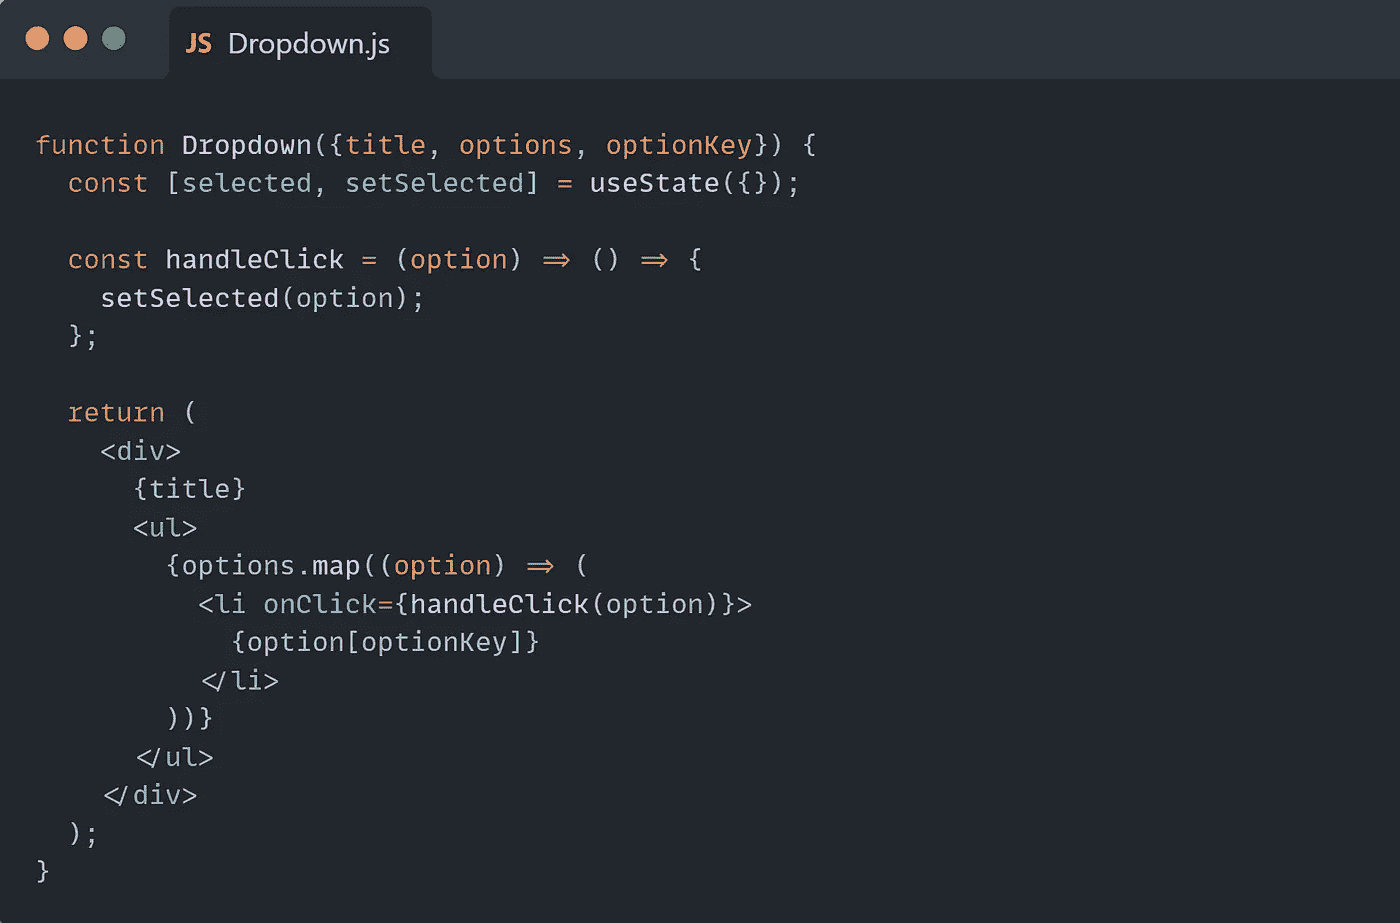 JS Dropdown.js
function Dropdown({title, options, optionKey}) {
  const [selected, setSelected] = useState({});

  const handleClick = (option) => () => {
    setSelected(option);
  };

  return (
    <div>
      {title}
      <ul>
        {options.map((option) => (
          <li onClick={handleClick(option)}>
            {option[optionKey]}
          </li>
        ))}
      </ul>
    </div>
  );
}